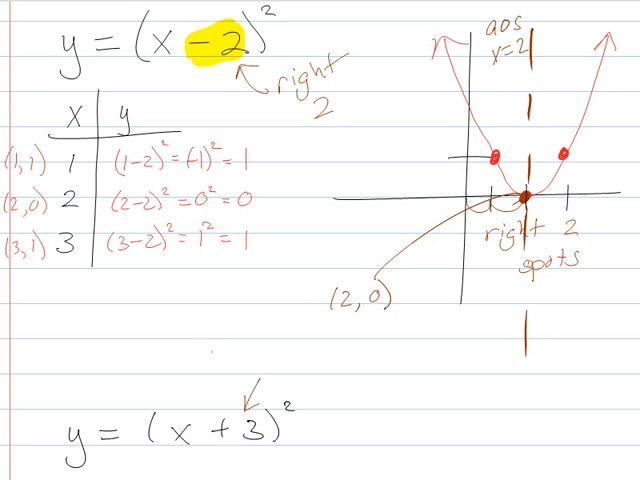 y = (x - 2)²
right
2
x y
(1, 1) 1 (1-2)² = (-1)² = 1
(2, 0) 2 (2-2)² = 0² = 0
(3, 1) 3 (3-2)² = 1² = 1
aos
x = 2
right 2
spots
(2, 0)
y = (x + 3)²